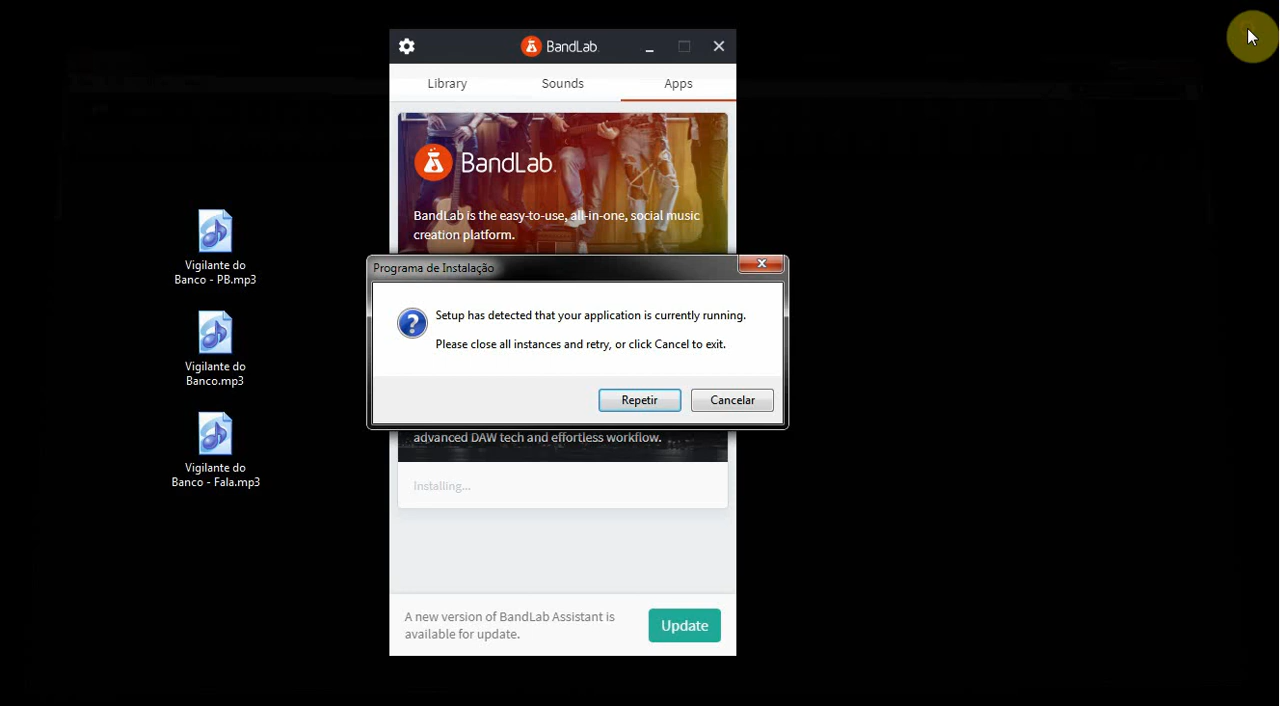 BandLab
Library
Sounds
Apps
BandLab.
BandLab is the easy-to-use, all-in-one, social music
creation platform.
Programa de Instalação
Setup has detected that your application is currently running.
Please close all instances and retry, or click Cancel to exit.
Repetir
Cancelar
advanced DAW tech and effortless workflow.
Installing...
A new version of BandLab Assistant is
available for update.
Update
Vigilante do
Banco - PB.mp3
Vigilante do
Banco.mp3
Vigilante do
Banco - Fala.mp3